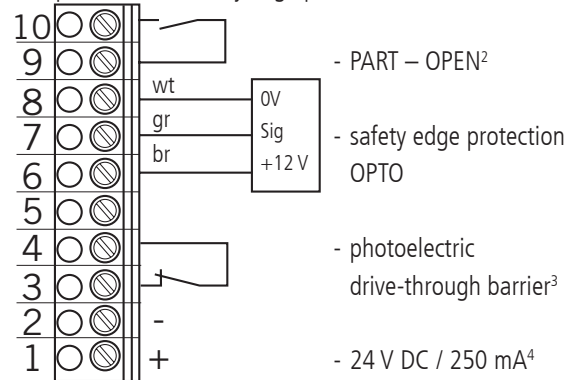 10
9 - PART – OPEN²
8 wt 0V
7 gr Sig - safety edge protection
6 br +12 V OPTO
5
4 - photoelectric
3 drive-through barrier³
2 -
1 + - 24 V DC / 250 mA⁴